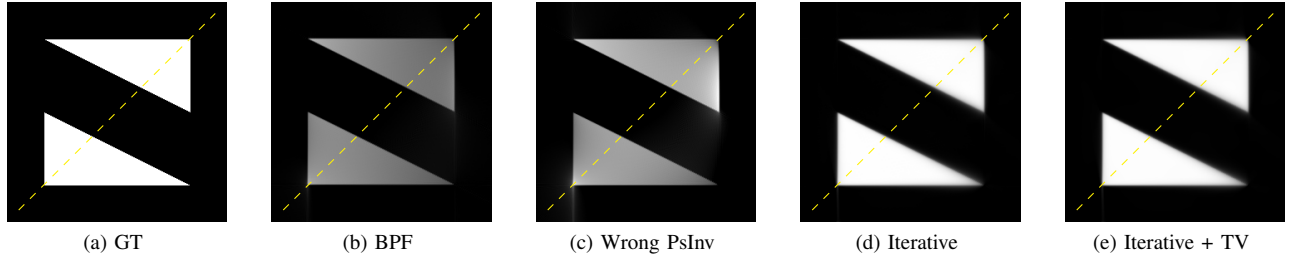 (a) GT
(b) BPF
(c) Wrong PsInv
(d) Iterative
(e) Iterative + TV